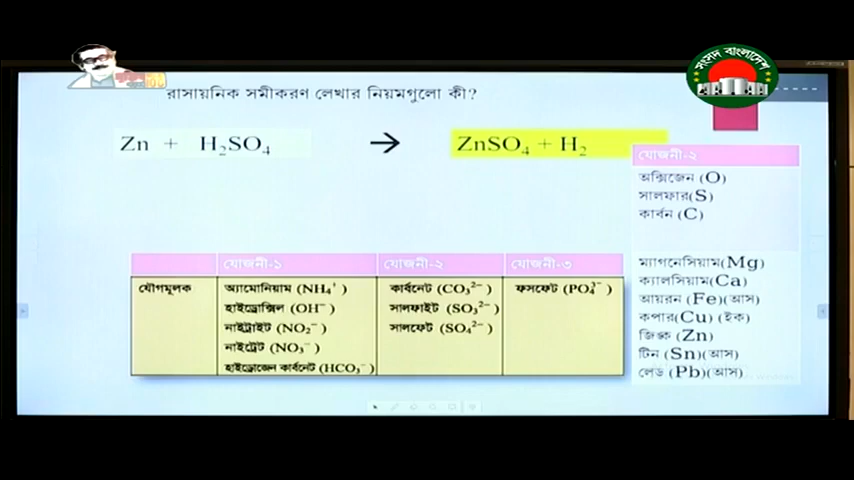 সংসদ বাংলাদেশ
রাসায়নিক সমীকরণ লেখার নিয়মগুলো কী?
Zn + H₂SO₄ → ZnSO₄ + H₂
যোজনী-২
অক্সিজেন (O)
সালফার(S)
কার্বন (C)
ম্যাগনেসিয়াম(Mg)
ক্যালসিয়াম(Ca)
আয়রন (Fe)(আস)
কপার(Cu) (ইক)
জিঙ্ক (Zn)
টিন (Sn)(আস)
লেড (Pb)(আস)
যোজনী-১ যোজনী-২ যোজনী-৩
যৌগমূলক অ্যামোনিয়াম (NH₄⁺) কার্বনেট (CO₃²⁻) ফসফেট (PO₄³⁻)
হাইড্রোক্সিল (OH⁻) সালফাইট (SO₃²⁻)
নাইট্রাইট (NO₂⁻) সালফেট (SO₄²⁻)
নাইট্রেট (NO₃⁻)
হাইড্রোজেন কার্বনেট (HCO₃⁻)